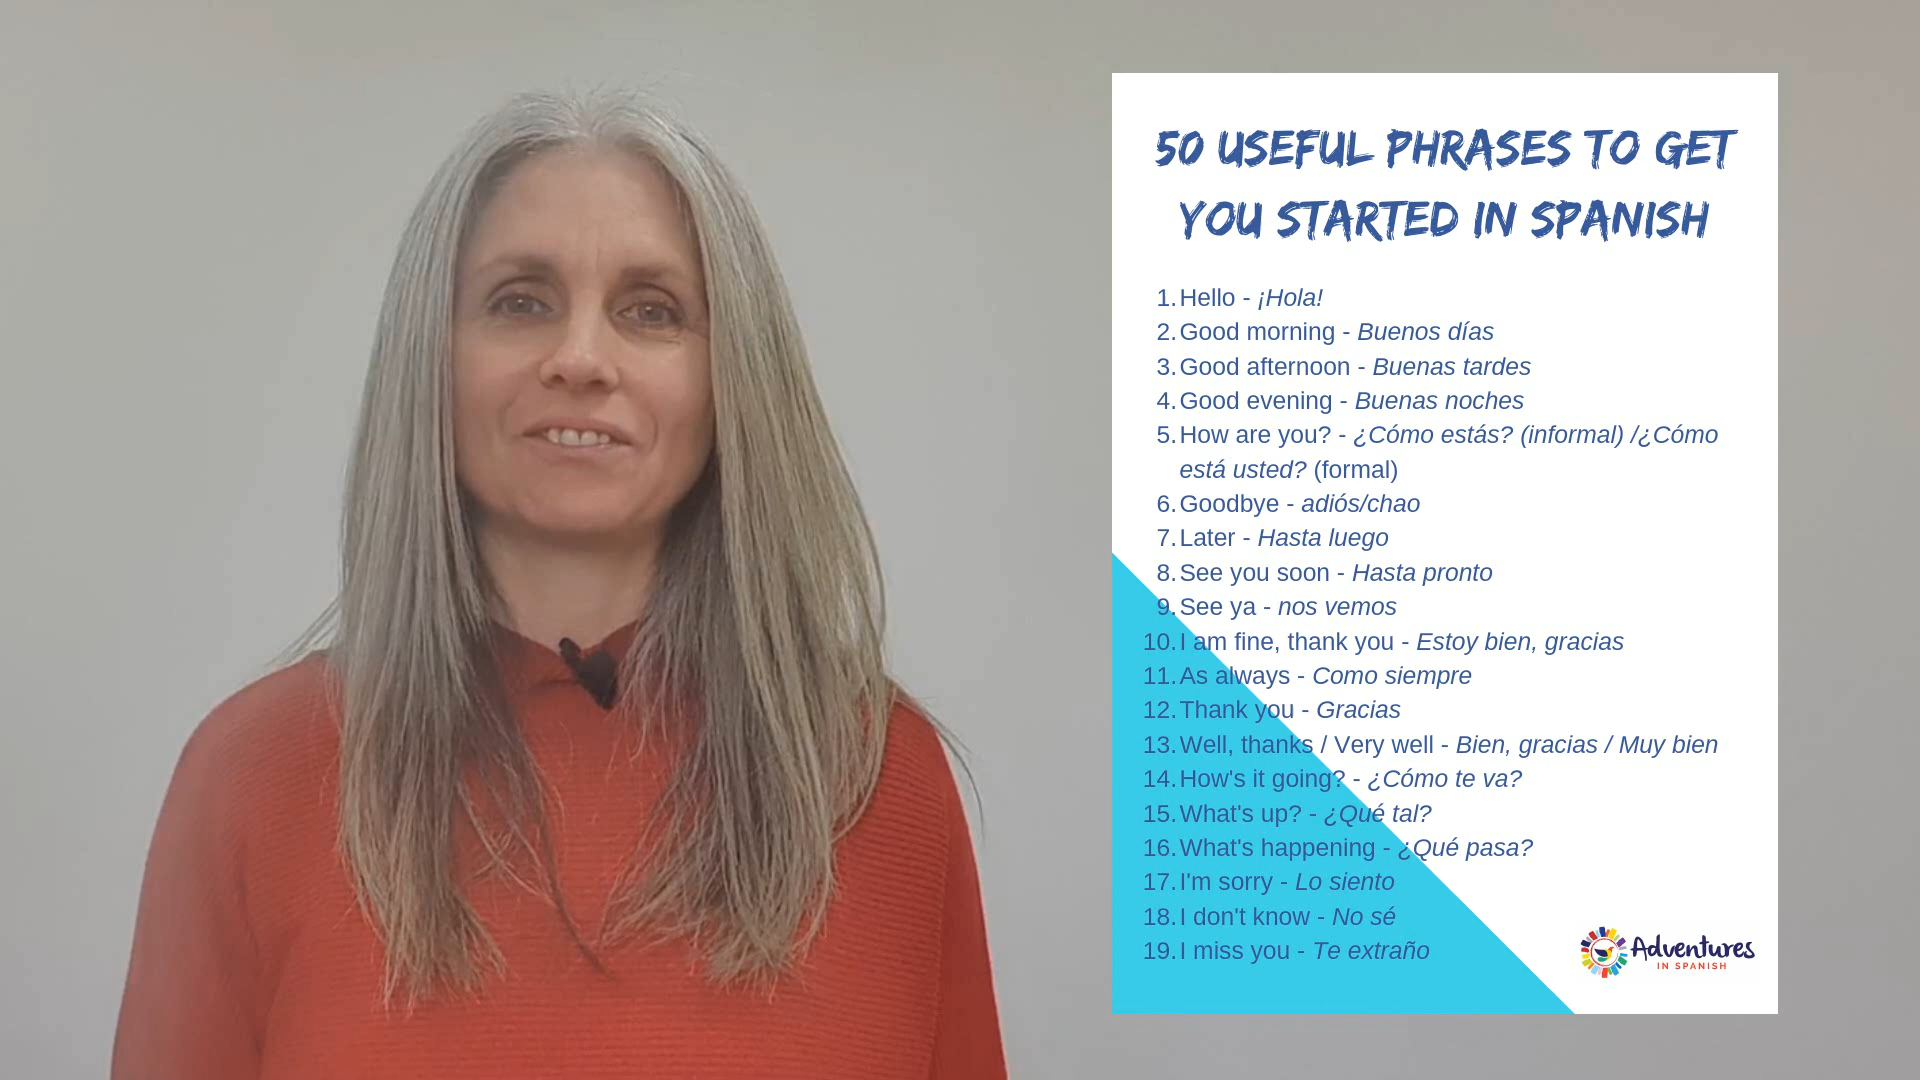 50 USEFUL PHRASES TO GET
YOU STARTED IN SPANISH
1. Hello - ¡Hola!
2. Good morning - Buenos días
3. Good afternoon - Buenas tardes
4. Good evening - Buenas noches
5. How are you? - ¿Cómo estás? (informal) /¿Cómo
está usted? (formal)
6. Goodbye - adiós/chao
7. Later - Hasta luego
8. See you soon - Hasta pronto
9. See ya - nos vemos
10. I am fine, thank you - Estoy bien, gracias
11. As always - Como siempre
12. Thank you - Gracias
13. Well, thanks / Very well - Bien, gracias / Muy bien
14. How's it going? - ¿Cómo te va?
15. What's up? - ¿Qué tal?
16. What's happening - ¿Qué pasa?
17. I'm sorry - Lo siento
18. I don't know - No sé
19. I miss you - Te extraño
Adventures
IN SPANISH